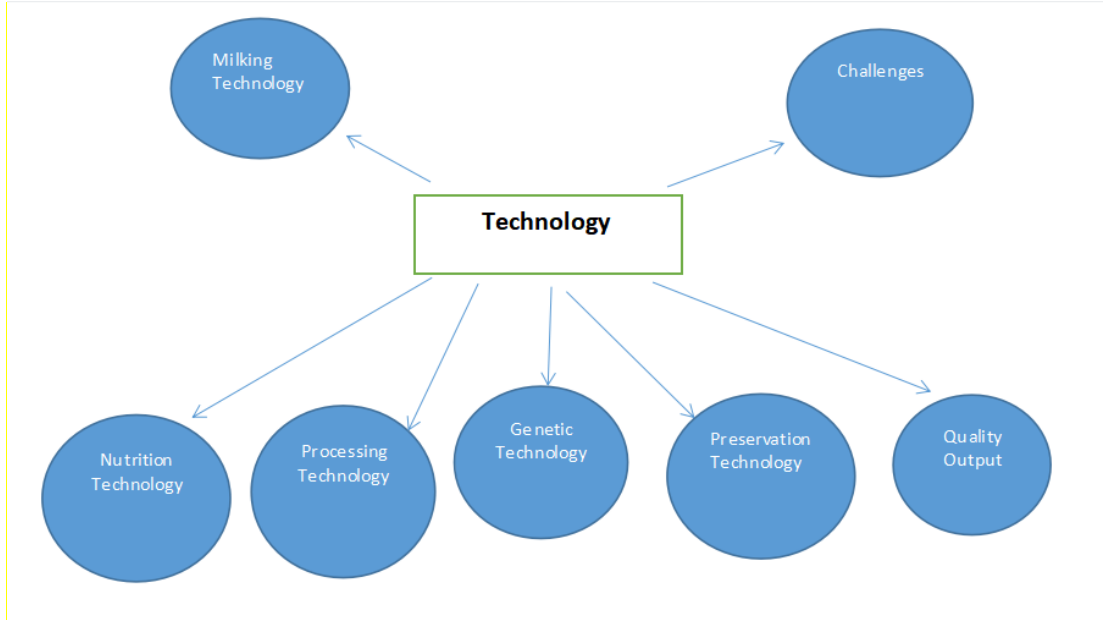 Milking
Technology
Challenges
Technology
Nutrition
Technology
Processing
Technology
Genetic
Technology
Preservation
Technology
Quality
Output